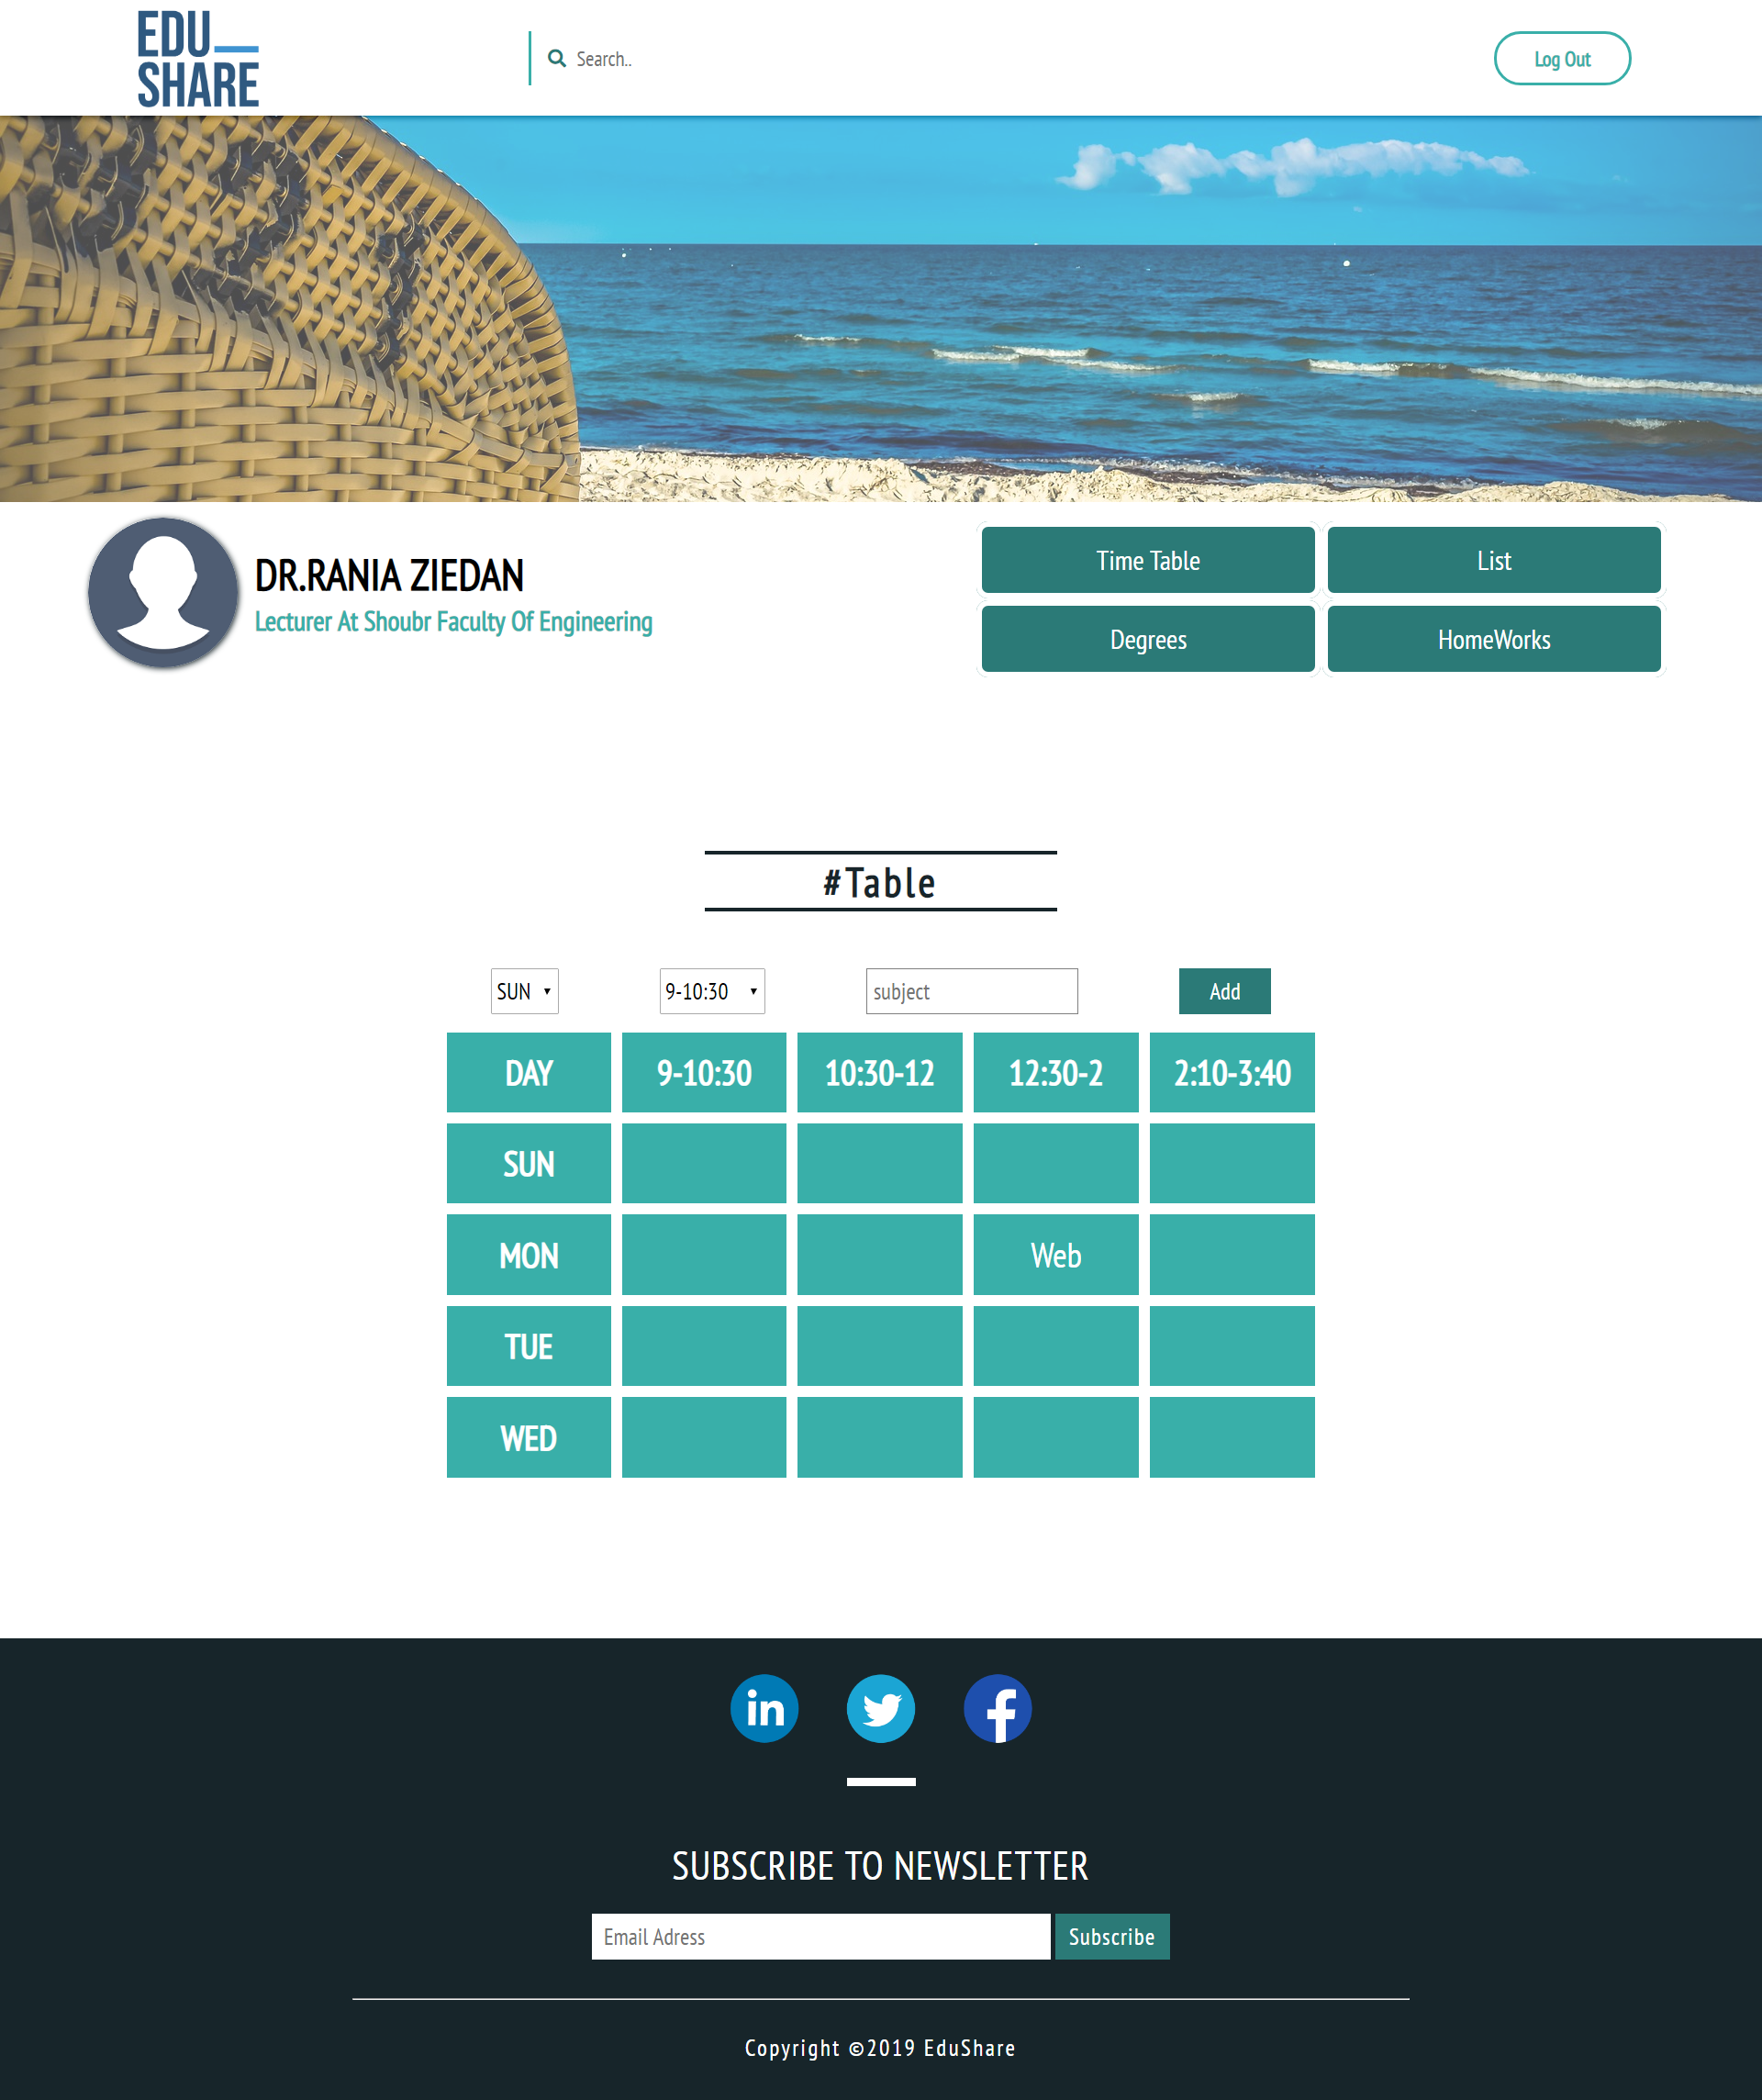 EDU
SHARE
Search..
Log Out
DR.RANIA ZIEDAN
Lecturer At Shoubr Faculty Of Engineering
Time Table
List
Degrees
HomeWorks
#Table
SUN
9-10:30
subject
Add
DAY 9-10:30 10:30-12 12:30-2 2:10-3:40
SUN
MON Web
TUE
WED
in
SUBSCRIBE TO NEWSLETTER
Email Adress
Subscribe
Copyright ©2019 EduShare